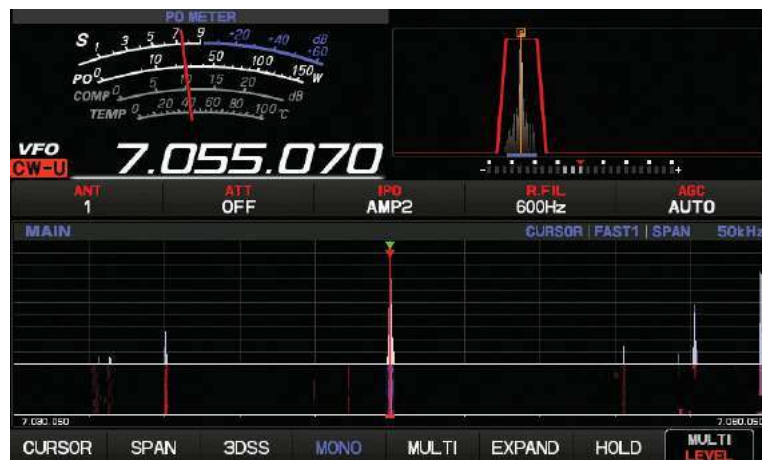 PO METER
S 1 3 5 7 9 +20 +40 +60 dB
PO 0 10 50 100 150 W
COMP 0 5 10 15 20 dB
TEMP 0 20 40 60 80 100 °C
VFO
CW-U 7.055.070
ANT ATT IPO R.FIL AGC
1 OFF AMP2 600Hz AUTO
MAIN CURSOR | FAST1 | SPAN 50kHz
7.030.050 7.080.050
CURSOR SPAN 3DSS MONO MULTI EXPAND HOLD MULTI
LEVEL